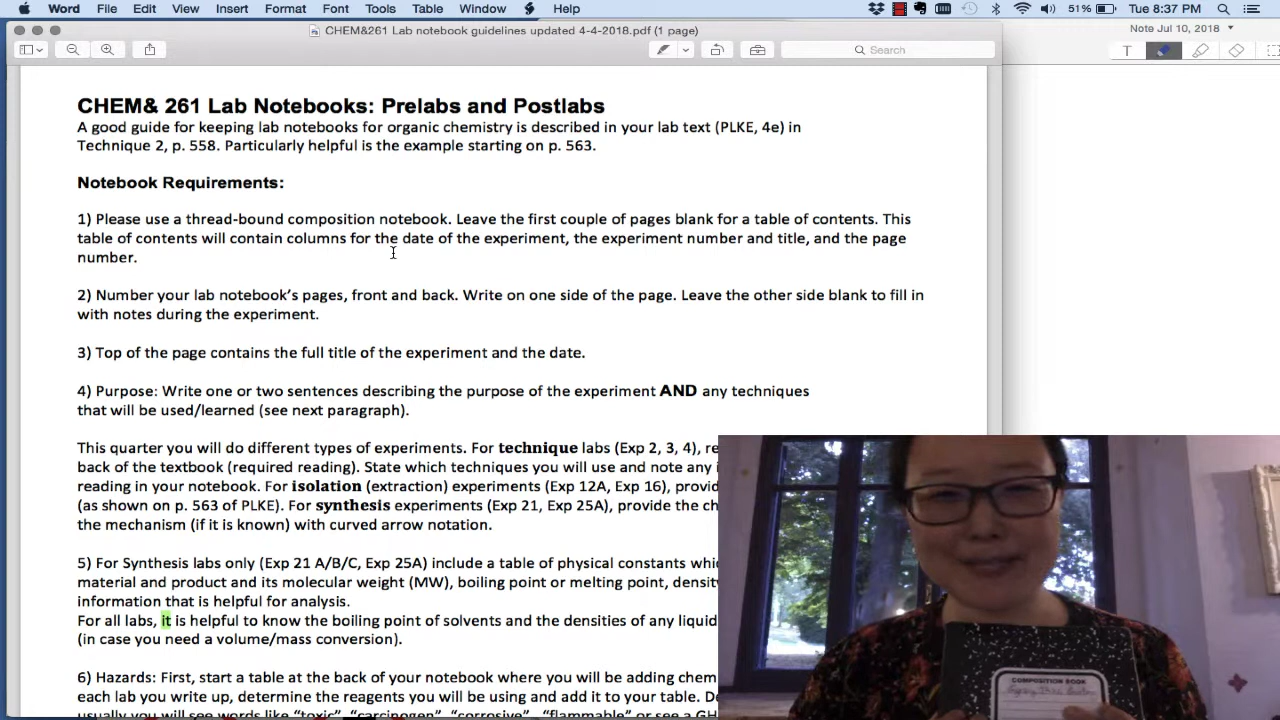 Word File Edit View Insert Format Font Tools Table Window Help 51% Tue 8:37 PM
CHEM&261 Lab notebook guidelines updated 4-4-2018.pdf (1 page)
Note Jul 10, 2018
Search
T
CHEM& 261 Lab Notebooks: Prelabs and Postlabs
A good guide for keeping lab notebooks for organic chemistry is described in your lab text (PLKE, 4e) in
Technique 2, p. 558. Particularly helpful is the example starting on p. 563.
Notebook Requirements:
1) Please use a thread-bound composition notebook. Leave the first couple of pages blank for a table of contents. This
table of contents will contain columns for the date of the experiment, the experiment number and title, and the page
number.
2) Number your lab notebook’s pages, front and back. Write on one side of the page. Leave the other side blank to fill in
with notes during the experiment.
3) Top of the page contains the full title of the experiment and the date.
4) Purpose: Write one or two sentences describing the purpose of the experiment AND any techniques
that will be used/learned (see next paragraph).
This quarter you will do different types of experiments. For technique labs (Exp 2, 3, 4), re
back of the textbook (required reading). State which techniques you will use and note any i
reading in your notebook. For isolation (extraction) experiments (Exp 12A, Exp 16), provid
(as shown on p. 563 of PLKE). For synthesis experiments (Exp 21, Exp 25A), provide the ch
the mechanism (if it is known) with curved arrow notation.
5) For Synthesis labs only (Exp 21 A/B/C, Exp 25A) include a table of physical constants whi
material and product and its molecular weight (MW), boiling point or melting point, densit
information that is helpful for analysis.
For all labs, it is helpful to know the boiling point of solvents and the densities of any liquid
(in case you need a volume/mass conversion).
6) Hazards: First, start a table at the back of your notebook where you will be adding chem
each lab you write up, determine the reagents you will be using and add it to your table. De
usually you will see words like “toxic”, “carcinogen”, “corrosive”, “flammable” or see a GH
COMPOSITION BOOK